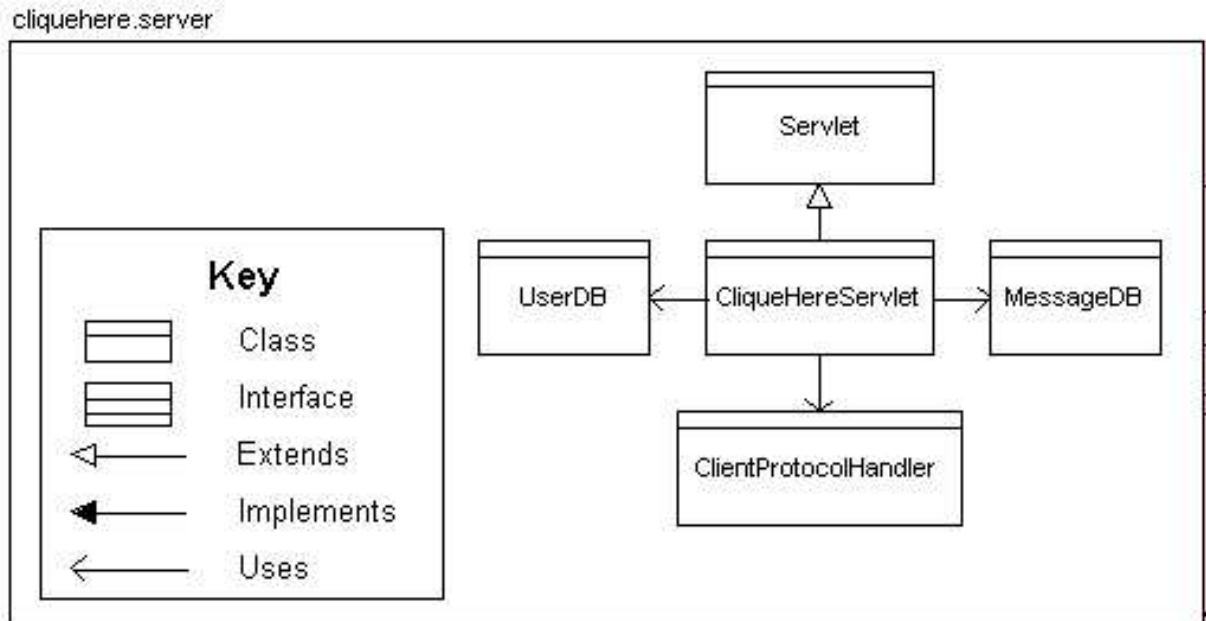 cliquehere.server
Servlet
UserDB
CliqueHereServlet
MessageDB
ClientProtocolHandler
Key
Class
Interface
Extends
Implements
Uses